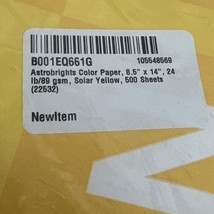 B001EQ661G
105548569
Astrobrights Color Paper, 8.5" x 14", 24
lb/89 gsm, Solar Yellow, 500 Sheets
(22532)
NewItem